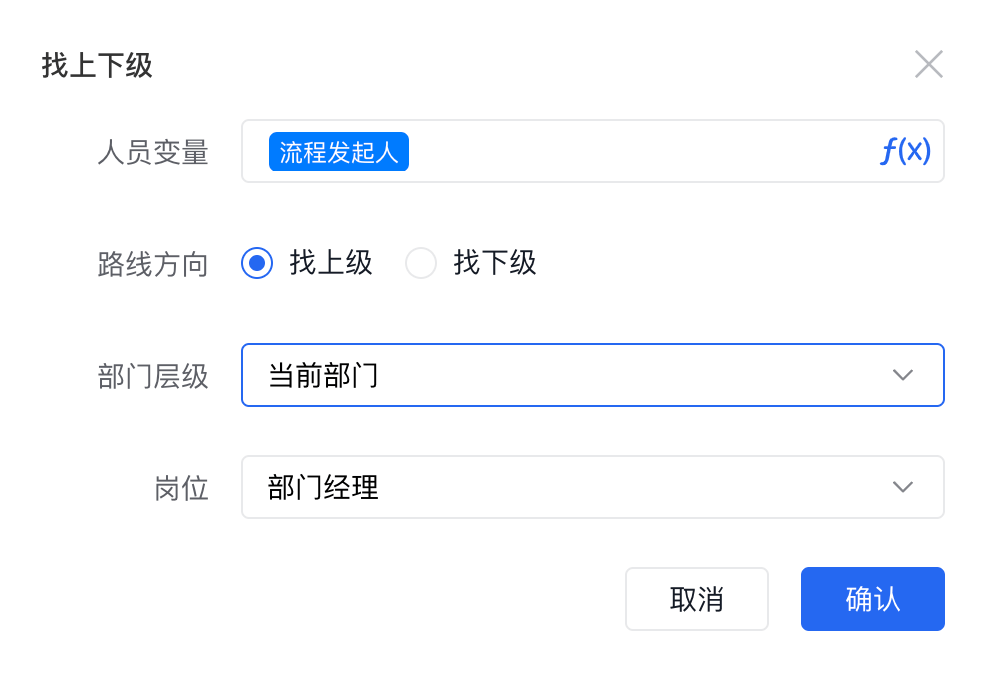 找上下级
人员变量 流程发起人 f(x)
路线方向 找上级 找下级
部门层级 当前部门
岗位 部门经理
取消 确认